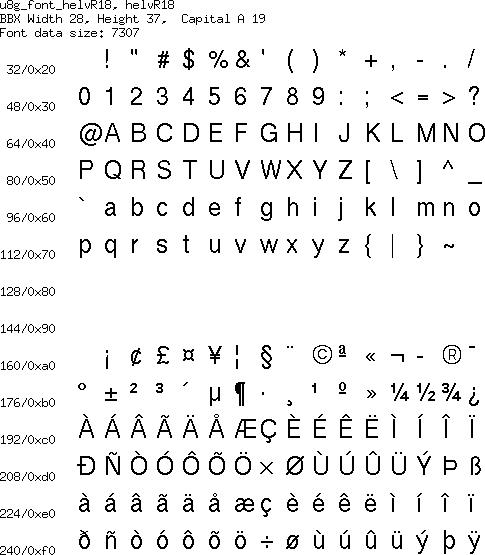 u8g_font_helvR18, helvR18
BBX Width 28, Height 37,  Capital A 19
Font data size: 7307
32/0x20 ! " # $ % & ' ( ) * + , - . /
48/0x30 0 1 2 3 4 5 6 7 8 9 : ; < = > ?
64/0x40 @ A B C D E F G H I J K L M N O
80/0x50 P Q R S T U V W X Y Z [ \ ] ^ _
96/0x60 ` a b c d e f g h i j k l m n o
112/0x70 p q r s t u v w x y z { | } ~
128/0x80
144/0x90
160/0xa0 ¡ ¢ £ ¤ ¥ ¦ § ¨ © ª « ¬ - ® ¯
176/0xb0 ° ± ² ³ ´ µ ¶ · ¸ ¹ º » ¼ ½ ¾ ¿
192/0xc0 À Á Â Ã Ä Å Æ Ç È É Ê Ë Ì Í Î Ï
208/0xd0 Ð Ñ Ò Ó Ô Õ Ö × Ø Ù Ú Û Ü Ý Þ ß
224/0xe0 à á â ã ä å æ ç è é ê ë ì í î ï
240/0xf0 ð ñ ò ó ô õ ö ÷ ø ù ú û ü ý þ ÿ